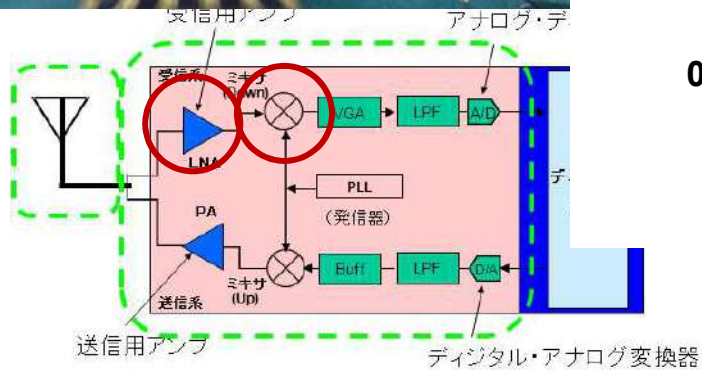 受信用アンプ
アナログ・デ
0
受信系
ミキサ
(Down)
VGA
LPF
A/D
LNA
PLL
(発信器)
デ
PA
ミキサ
(Up)
Buff
LPF
D/A
送信系
送信用アンプ
ディジタル・アナログ変換器